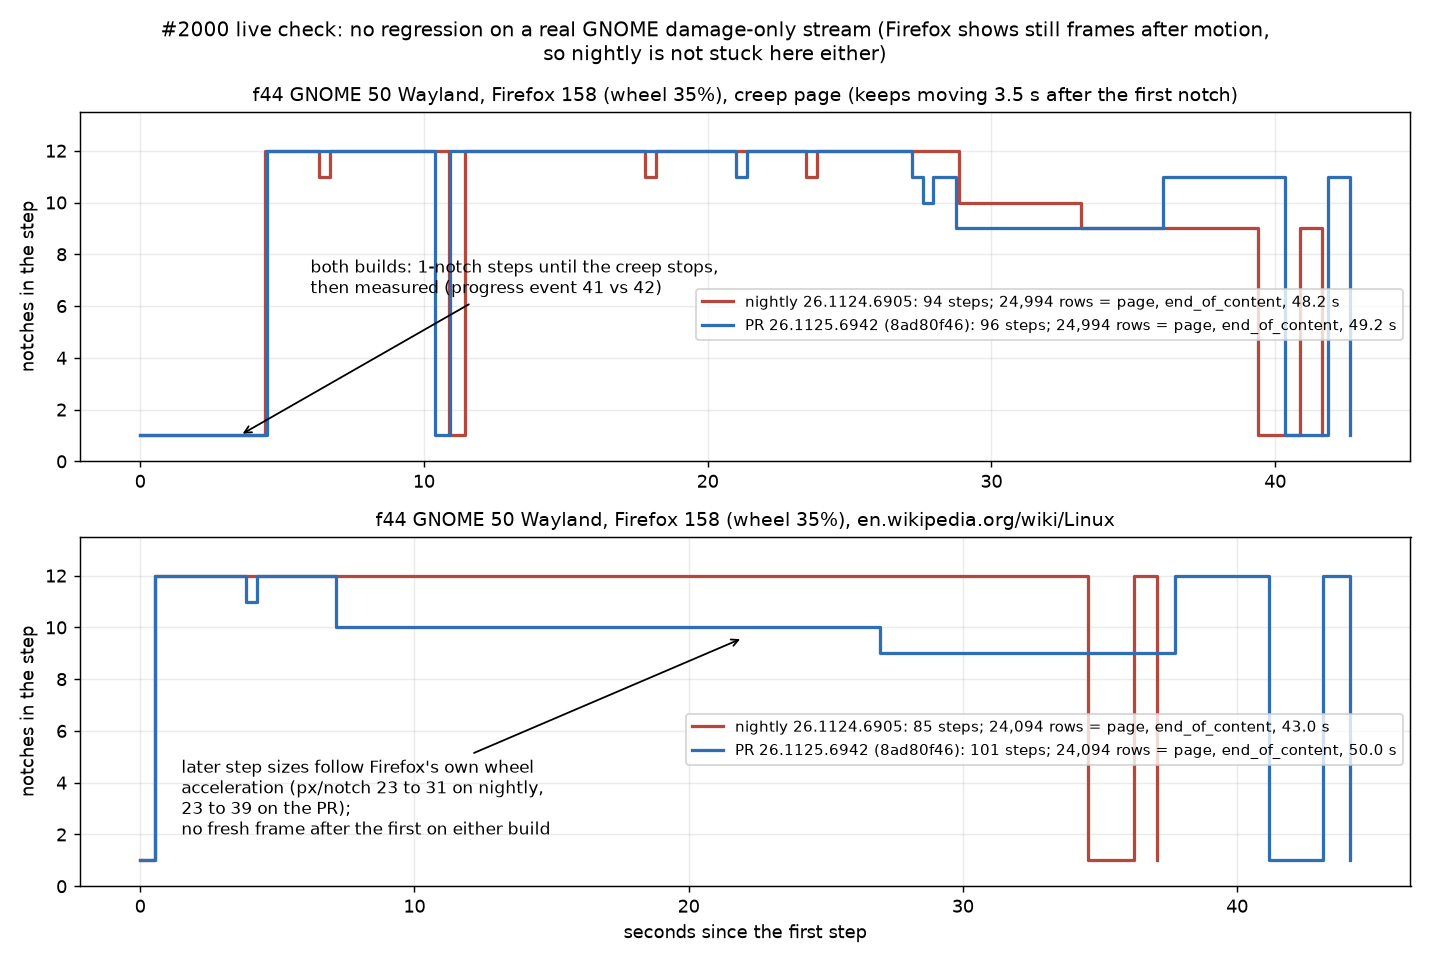 #2000 live check: no regression on a real GNOME damage-only stream (Firefox shows still frames after motion,
so nightly is not stuck here either)
f44 GNOME 50 Wayland, Firefox 158 (wheel 35%), creep page (keeps moving 3.5 s after the first notch)
notches in the step
12
10
8
6
4
2
0
both builds: 1-notch steps until the creep stops,
then measured (progress event 41 vs 42)
nightly 26.1124.6905: 94 steps; 24,994 rows = page, end_of_content, 48.2 s
PR 26.1125.6942 (8ad80f46): 96 steps; 24,994 rows = page, end_of_content, 49.2 s
0 10 20 30 40
f44 GNOME 50 Wayland, Firefox 158 (wheel 35%), en.wikipedia.org/wiki/Linux
notches in the step
12
10
8
6
4
2
0
nightly 26.1124.6905: 85 steps; 24,094 rows = page, end_of_content, 43.0 s
PR 26.1125.6942 (8ad80f46): 101 steps; 24,094 rows = page, end_of_content, 50.0 s
later step sizes follow Firefox's own wheel
acceleration (px/notch 23 to 31 on nightly,
23 to 39 on the PR);
no fresh frame after the first on either build
0 10 20 30 40
seconds since the first step